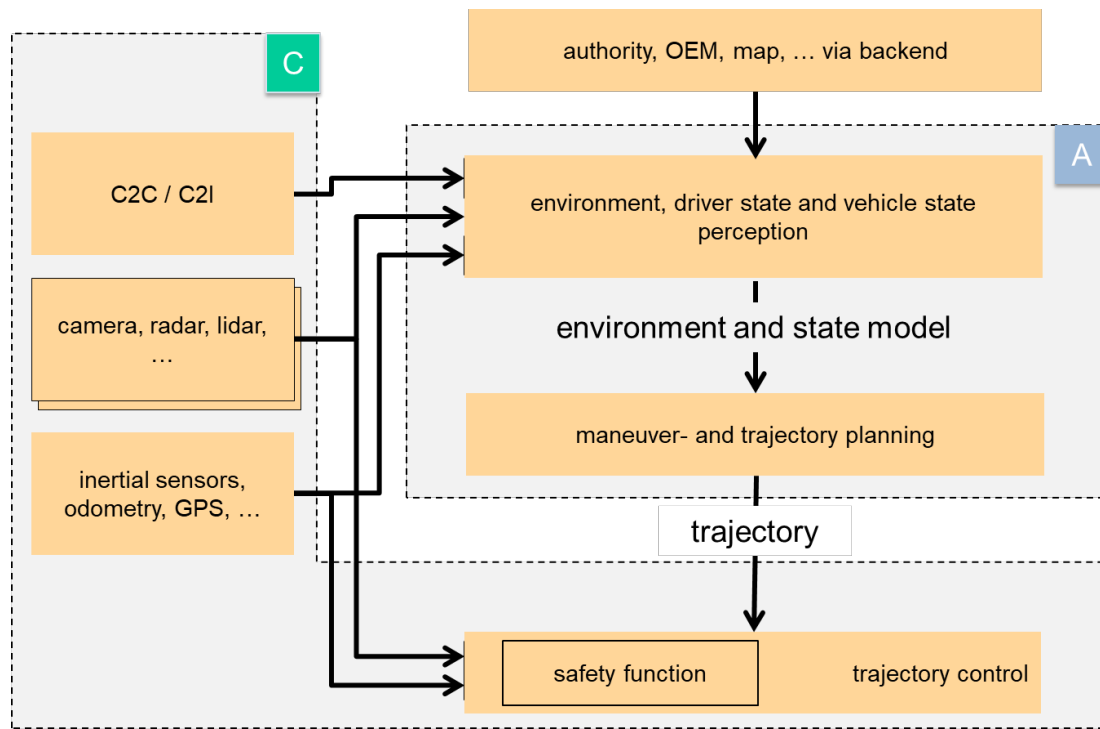 authority, OEM, map, … via backend
C
A
C2C / C2I
environment, driver state and vehicle state
perception
camera, radar, lidar,
…
environment and state model
maneuver- and trajectory planning
inertial sensors,
odometry, GPS, …
trajectory
safety function
trajectory control